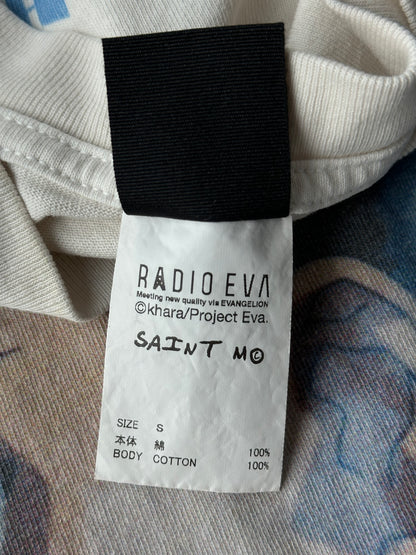 RADIO EVA
Meeting new quality via EVANGELION
©khara/Project Eva.
SAINT M©
SIZE S
本体 綿 100%
BODY COTTON 100%